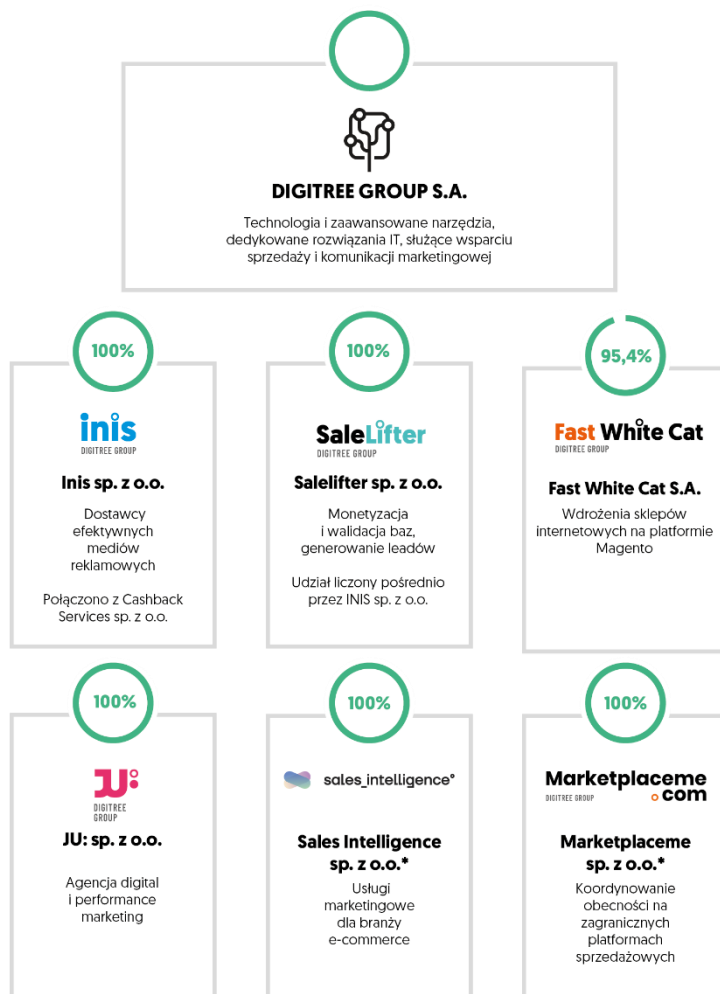 DIGITREE GROUP S.A.
Technologia i zaawansowane narzędzia,
dedykowane rozwiązania IT, służące wsparciu
sprzedaży i komunikacji marketingowej
100%
inis
DIGITREE GROUP
Inis sp. z o.o.
Dostawcy
efektywnych
mediów
reklamowych
Połączono z Cashback
Services sp. z o.o.
100%
SaleLifter
DIGITREE GROUP
Salelifter sp. z o.o.
Monetyzacja
i walidacja baz,
generowanie leadów
Udział liczony pośrednio
przez INIS sp. z o.o.
95,4%
Fast White Cat
DIGITREE GROUP
Fast White Cat S.A.
Wdrożenia sklepów
internetowych na platformie
Magento
100%
JU:
DIGITREE
GROUP
JU: sp. z o.o.
Agencja digital
i performance
marketing
100%
sales_intelligence°
Sales Intelligence
sp. z o.o.*
Usługi
marketingowe
dla branży
e-commerce
100%
Marketplaceme
DIGITREE GROUP
.com
Marketplaceme
sp. z o.o.*
Koordynowanie
obecności na
zagranicznych
platformach
sprzedażowych